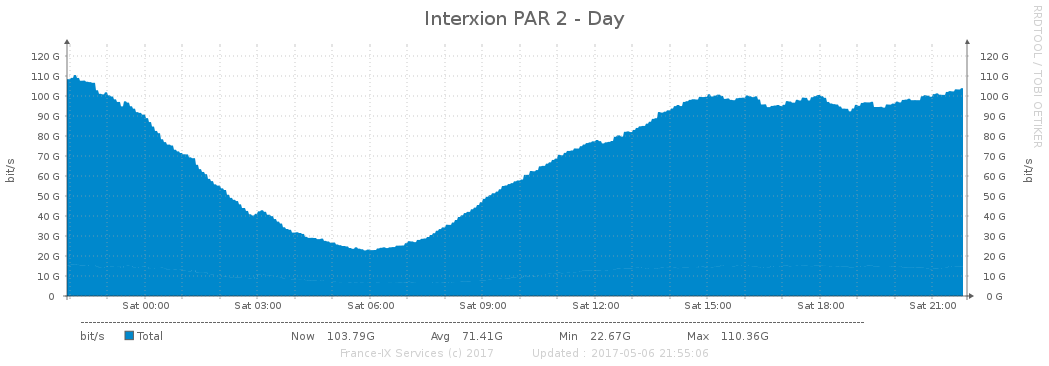 Interxion PAR 2 - Day
RRDTOOL / TOBI OETIKER
bit/s
120 G 120 G
110 G 110 G
100 G 100 G
90 G 90 G
80 G 80 G
70 G 70 G
60 G 60 G
50 G 50 G
40 G 40 G
30 G 30 G
20 G 20 G
10 G 10 G
0 0 G
bit/s
Sat 00:00 Sat 03:00 Sat 06:00 Sat 09:00 Sat 12:00 Sat 15:00 Sat 18:00 Sat 21:00
bit/s Total Now 103.79G Avg 71.41G Min 22.67G Max 110.36G
France-IX Services (c) 2017 Updated : 2017-05-06 21:55:06